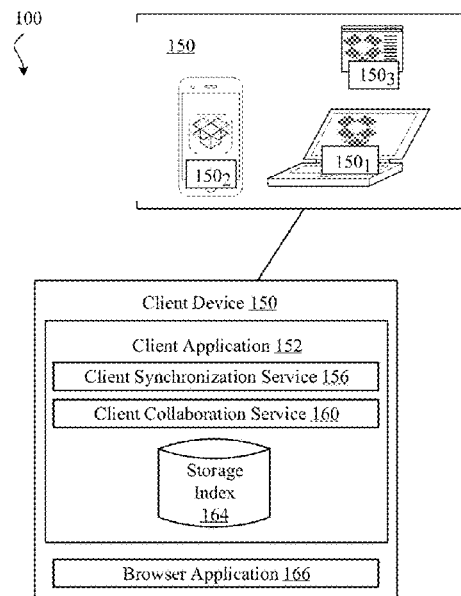 100
150
150₃
150₂
150₁
Client Device 150
Client Application 152
Client Synchronization Service 156
Client Collaboration Service 160
Storage
Index
164
Browser Application 166